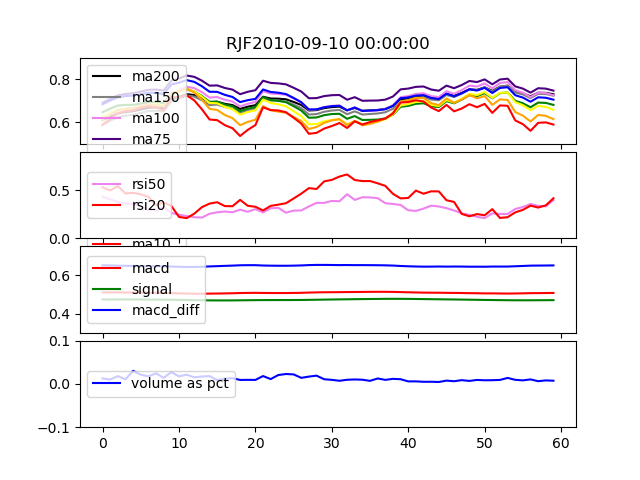 RJF2010-09-10 00:00:00
0.8
0.6
ma200
ma150
ma100
ma75
0.5
0.0
rsi50
rsi20
ma10
0.6
0.4
macd
signal
macd_diff
0.1
0.0
−0.1
volume as pct
0 10 20 30 40 50 60